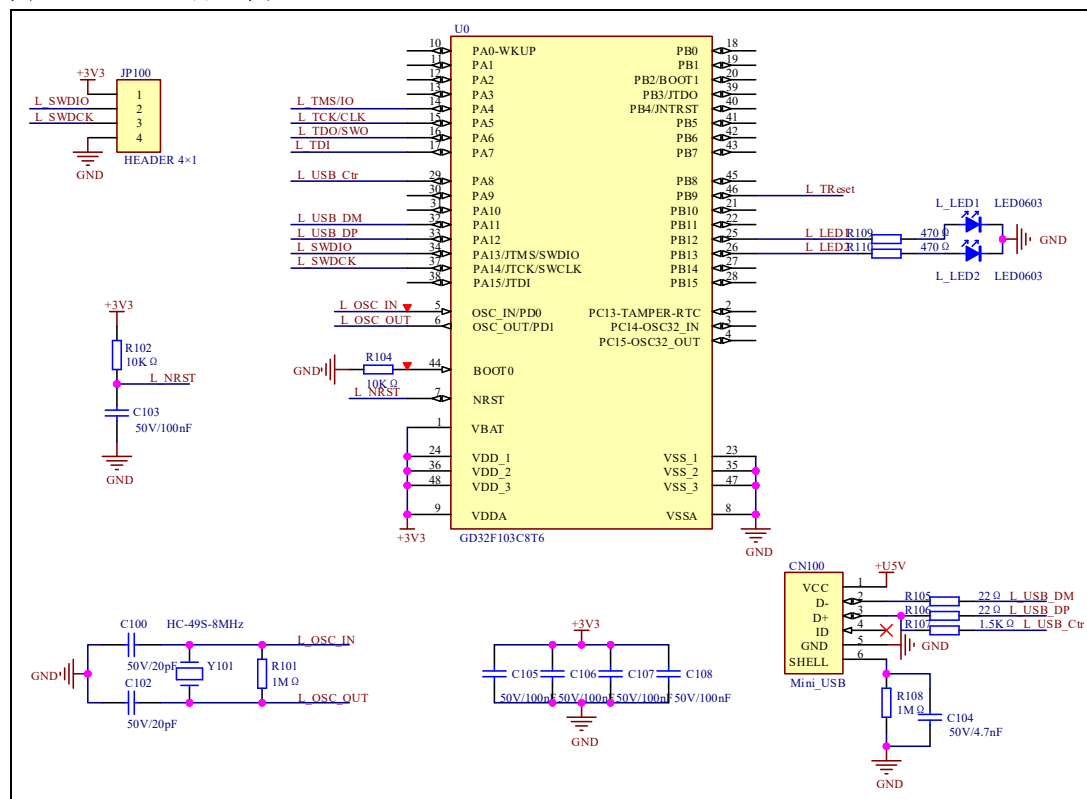 U0
10 PA0-WKUP PB0 18
11 PA1 PB1 19
12 PA2 PB2/BOOT1 20
13 PA3 PB3/JTDO 39
L_TMS/IO 14 PA4 PB4/JNTRST 40
L_TCK/CLK 15 PA5 PB5 41
L_TDO/SWO 16 PA6 PB6 42
L_TDI 17 PA7 PB7 43
L_USB_Ctr 29 PA8 PB8 45
30 PA9 PB9 46 L_TReset
31 PA10 PB10 21
L_USB_DM 32 PA11 PB11 22
L_USB_DP 33 PA12 PB12 25 L_LED1
L_SWDIO 34 PA13/JTMS/SWDIO PB13 26 L_LED2
L_SWDCK 37 PA14/JTCK/SWCLK PB14 27
38 PA15/JTDI PB15 28
L_OSC_IN 5 OSC_IN/PD0 PC13-TAMPER-RTC 2
L_OSC_OUT 6 OSC_OUT/PD1 PC14-OSC32_IN 3
PC15-OSC32_OUT 4
GND R104 10KΩ 44 BOOT0
L_NRST 7 NRST
1 VBAT
24 VDD_1 VSS_1 23
36 VDD_2 VSS_2 35
48 VDD_3 VSS_3 47
9 VDDA VSSA 8
+3V3 GD32F103C8T6 GND
+3V3 JP100
1
L_SWDIO 2
L_SWDCK 3
4
GND HEADER 4×1
L_LED1 LED0603
R109 470Ω
R110 470Ω
GND
L_LED2 LED0603
+3V3
R102
10KΩ
L_NRST
C103
50V/100nF
GND
C100 HC-49S-8MHz
L_OSC_IN
50V/20pF Y101 R101
GND 1MΩ
C102 L_OSC_OUT
50V/20pF
+3V3
C105 C106 C107 C108
50V/100nF 50V/100nF 50V/100nF 50V/100nF
GND
CN100 +U5V
VCC 1
D- 2 R105 22Ω L_USB_DM
D+ 3 R106 22Ω L_USB_DP
ID 4 R107 1.5KΩ L_USB_Ctr
GND 5 GND
SHELL 6
Mini_USB
R108
1MΩ C104
50V/4.7nF
GND